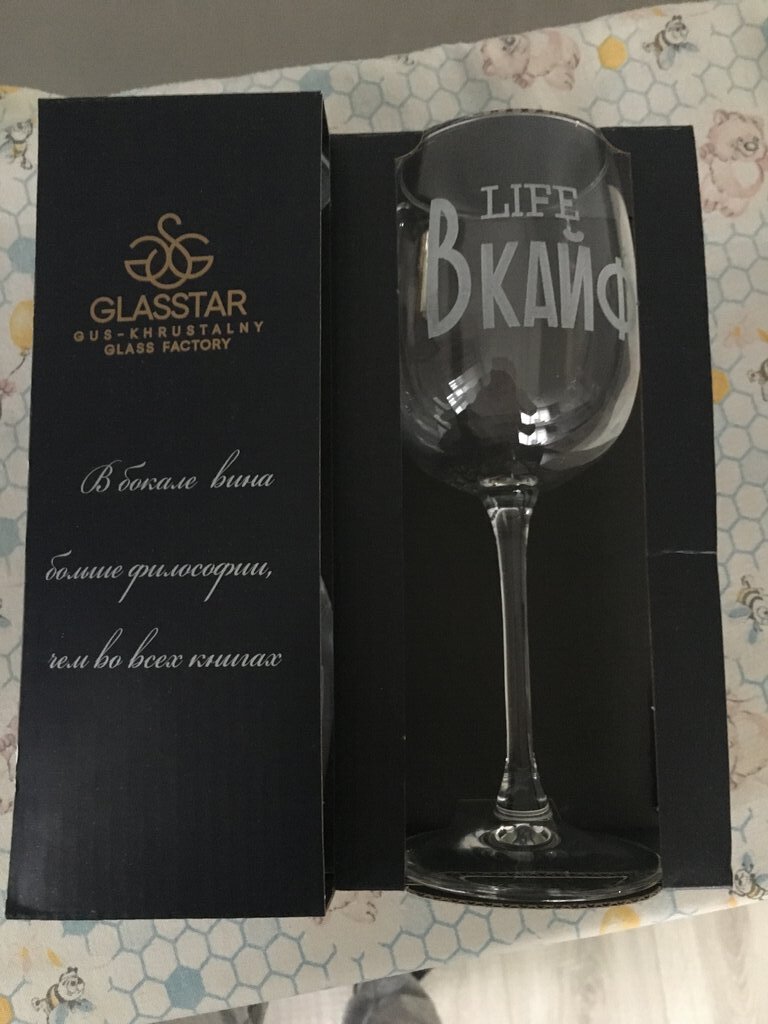 GLASSTAR
GUS-KHRUSTALNY
GLASS FACTORY
В бокале вина
больше философии,
чем во всех книгах
LIFE
В КАЙФ